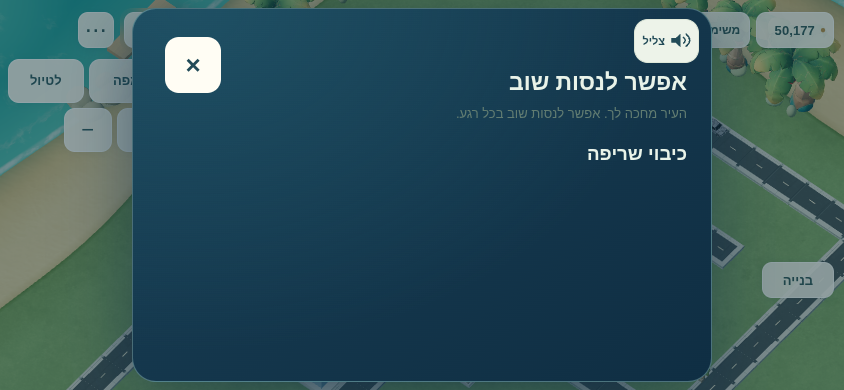 50,177
משימ
צליל
מפה
לטיול
אפשר לנסות שוב
העיר מחכה לך. אפשר לנסות שוב בכל רגע.
כיבוי שריפה
בנייה